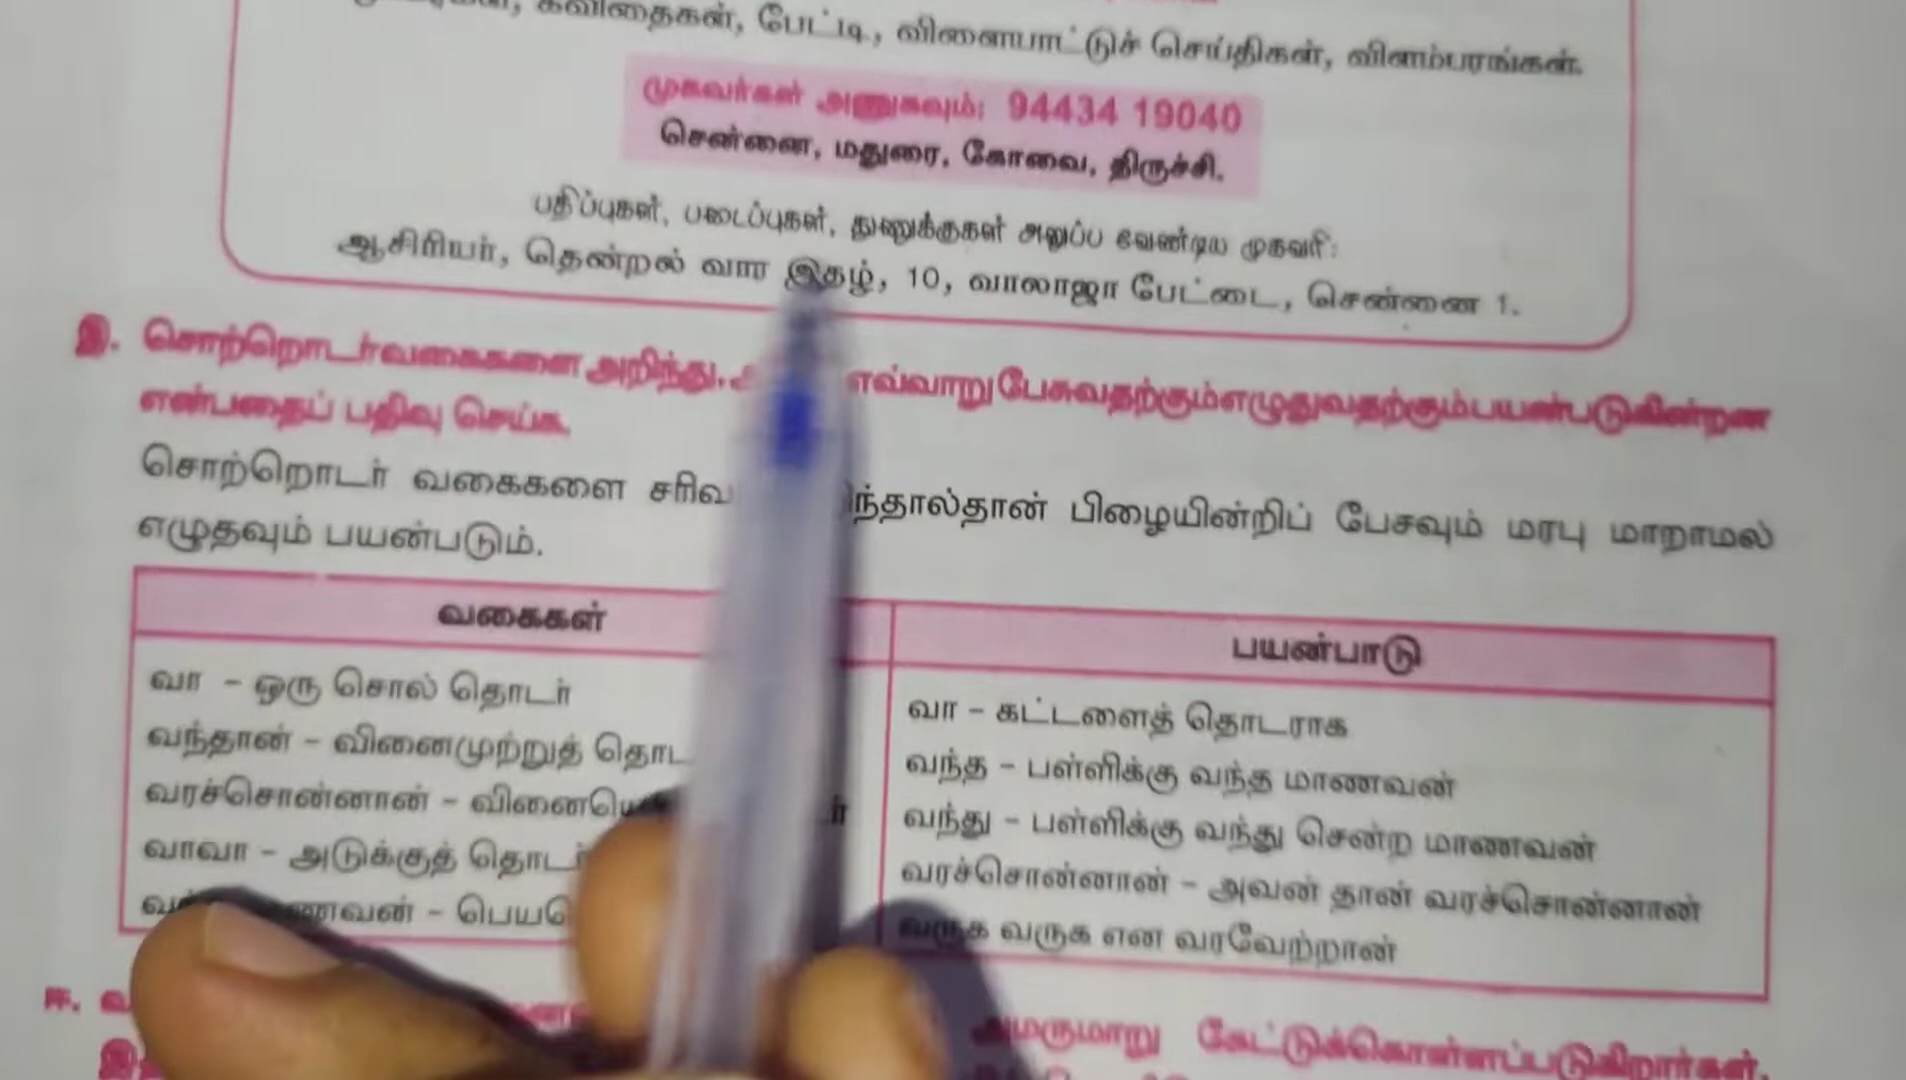 கவிதைகள், பேட்டி, விளையாட்டுச் செய்திகள், விளம்பரங்கள்.
முகவர்கள் அணுகவும்: 94434 19040
சென்னை, மதுரை, கோவை, திருச்சி.
பதிப்புகள், படைப்புகள், துணுக்குகள் அனுப்ப வேண்டிய முகவரி:
ஆசிரியர், தென்றல் வார இதழ், 10, வாலாஜா பேட்டை, சென்னை 1.
இ. சொற்றொடர்வகைகளை அறிந்து, எவ்வாறு பேசுவதற்கும் எழுதுவதற்கும் பயன்படுகின்றன
என்பதைப் பதிவு செய்க.
சொற்றொடர் வகைகளை பிழையின்றிப் பேசவும் மரபு மாறாமல்
எழுதவும் பயன்படும்.
வகைகள்
வா - ஒரு சொல் தொடர்
வந்தான் - வினைமுற்றுத்
வரச்சொன்னான் -
வாவா - அடுக்குத் தொடர்
பயன்பாடு
வா - கட்டளைத் தொடராக
வந்த - பள்ளிக்கு வந்த மாணவன்
வந்து - பள்ளிக்கு வந்து சென்ற மாணவன்
வரச்சொன்னான் - அவன் தான் வரச்சொன்னான்
வருக வருக என வரவேற்றான்
ஈ. அமருமாறு கேட்டுக்கொள்ளப்படுகிறார்கள்.